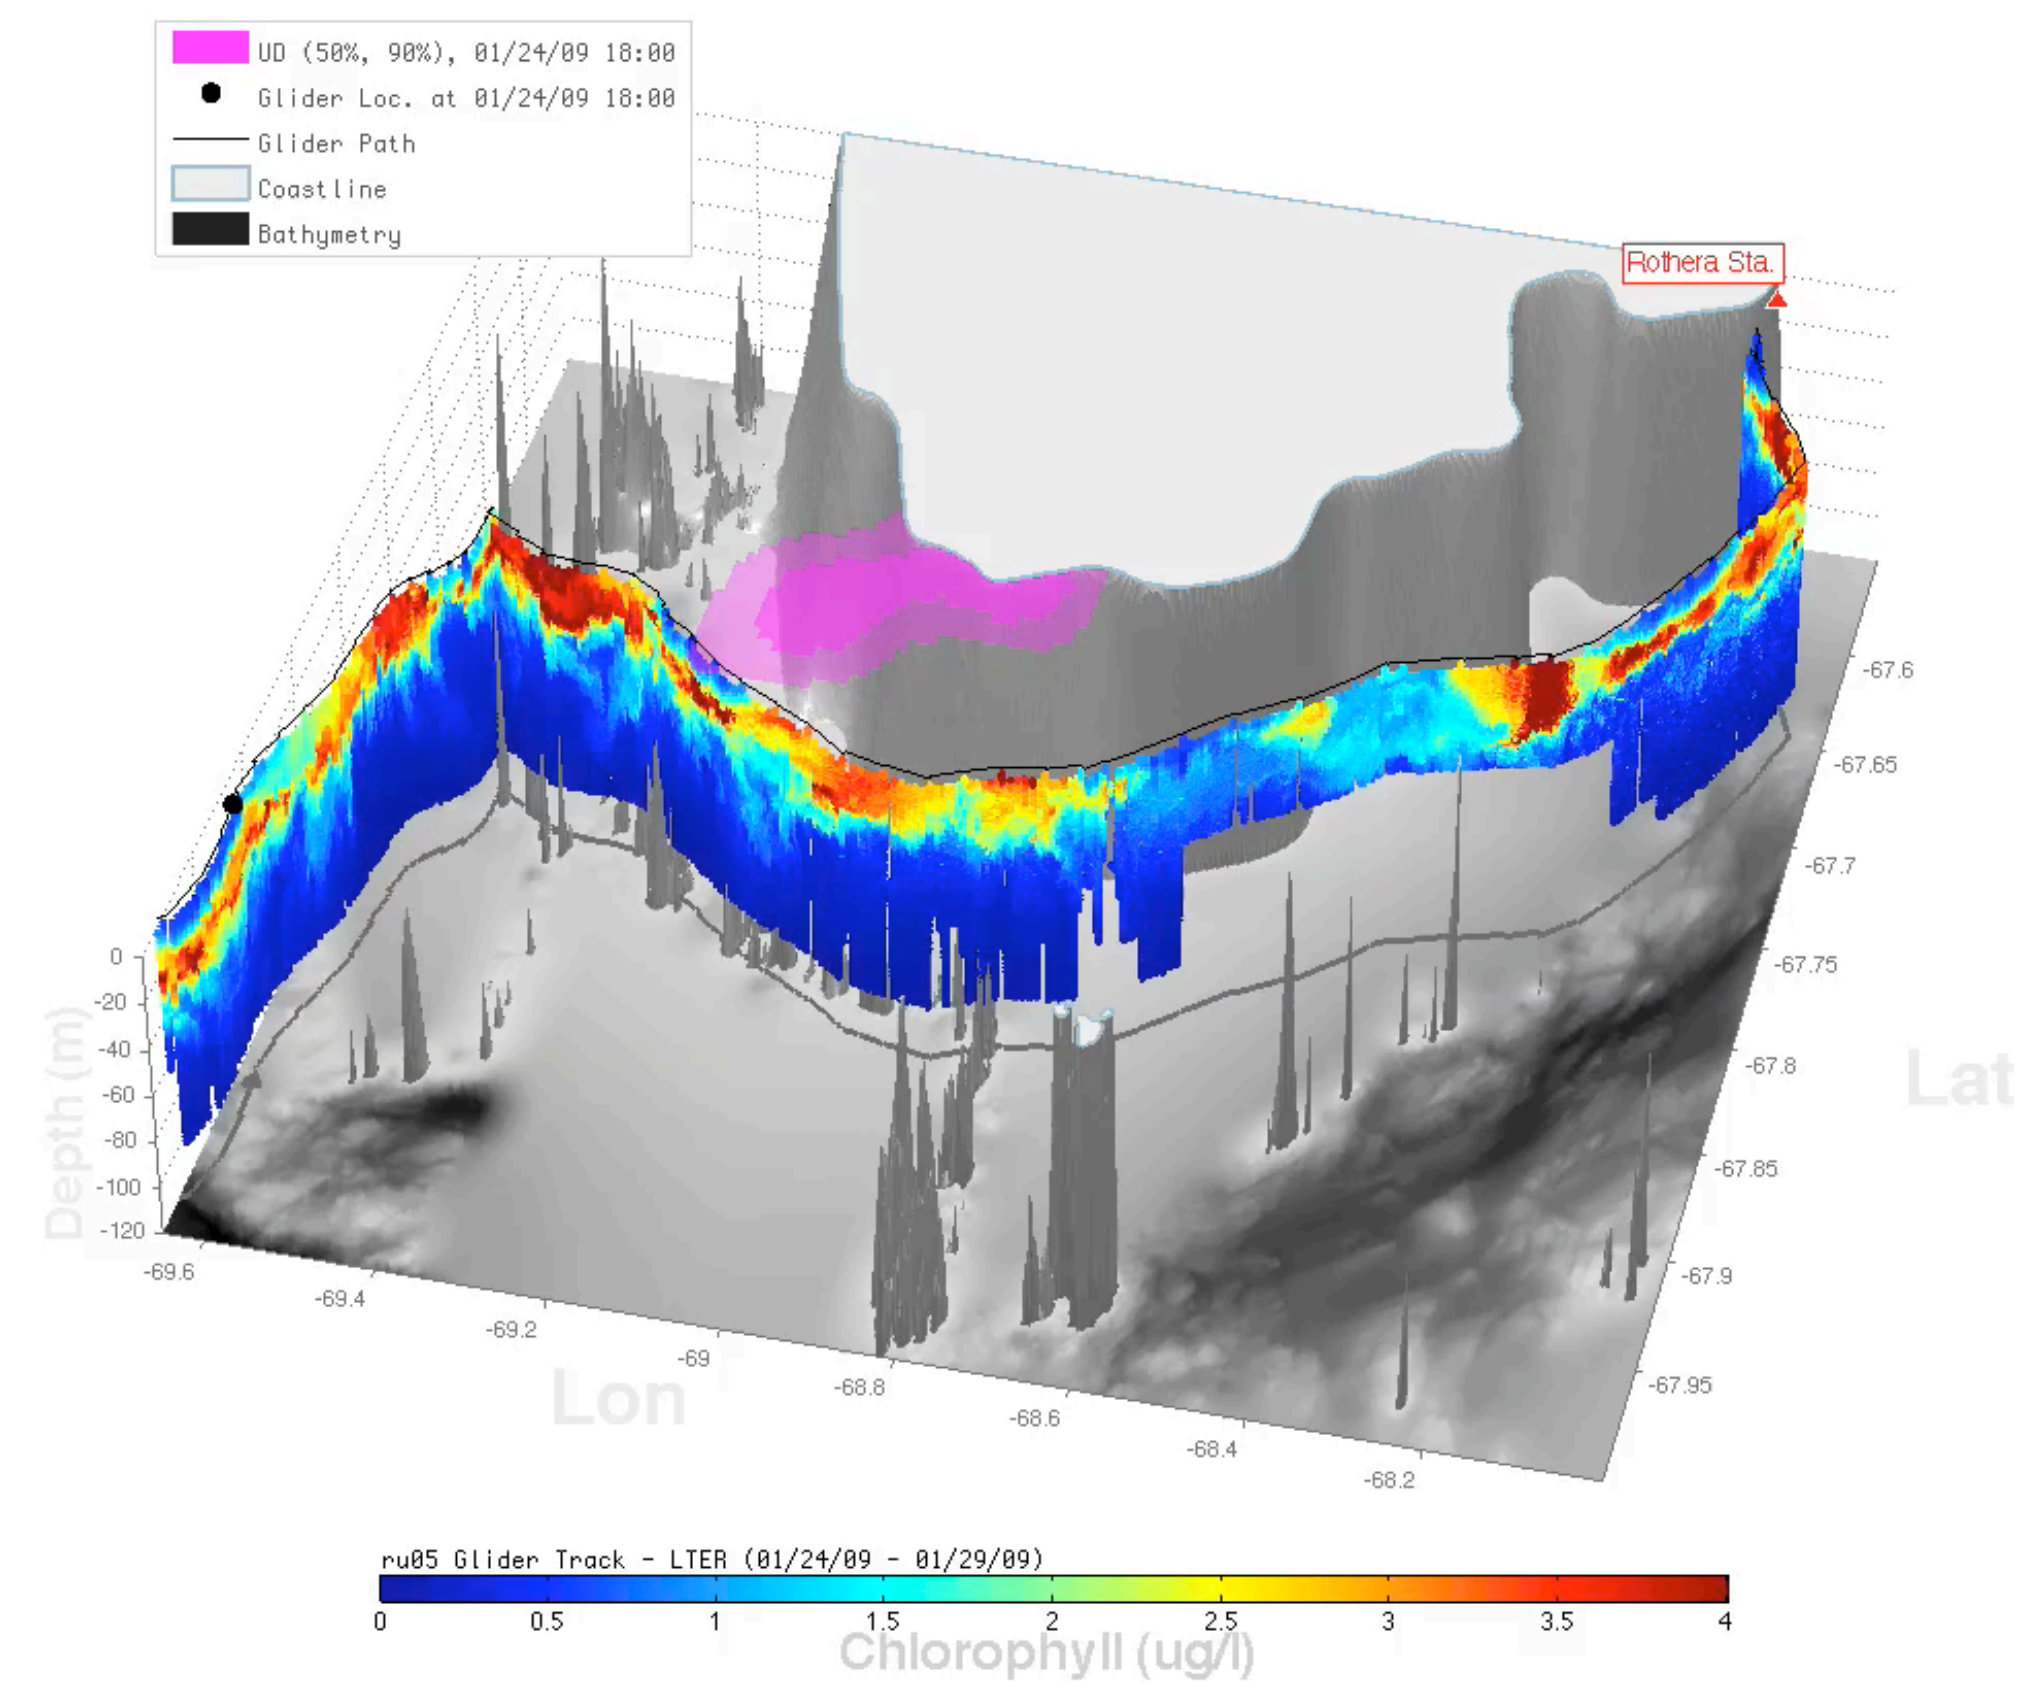 UD (50%, 90%), 01/24/09 18:00
Glider Loc. at 01/24/09 18:00
Glider Path
Coastline
Bathymetry
Rothera Sta.
-67.6
-67.65
-67.7
-67.75
-67.8
-67.85
-67.9
-67.95
Lat
0
-20
-40
-60
-80
-100
-120
Depth (m)
-69.6
-69.4
-69.2
-69
-68.8
-68.6
-68.4
-68.2
Lon
ru05 Glider Track - LTER (01/24/09 - 01/29/09)
0 0.5 1 1.5 2 2.5 3 3.5 4
Chlorophyll (ug/l)